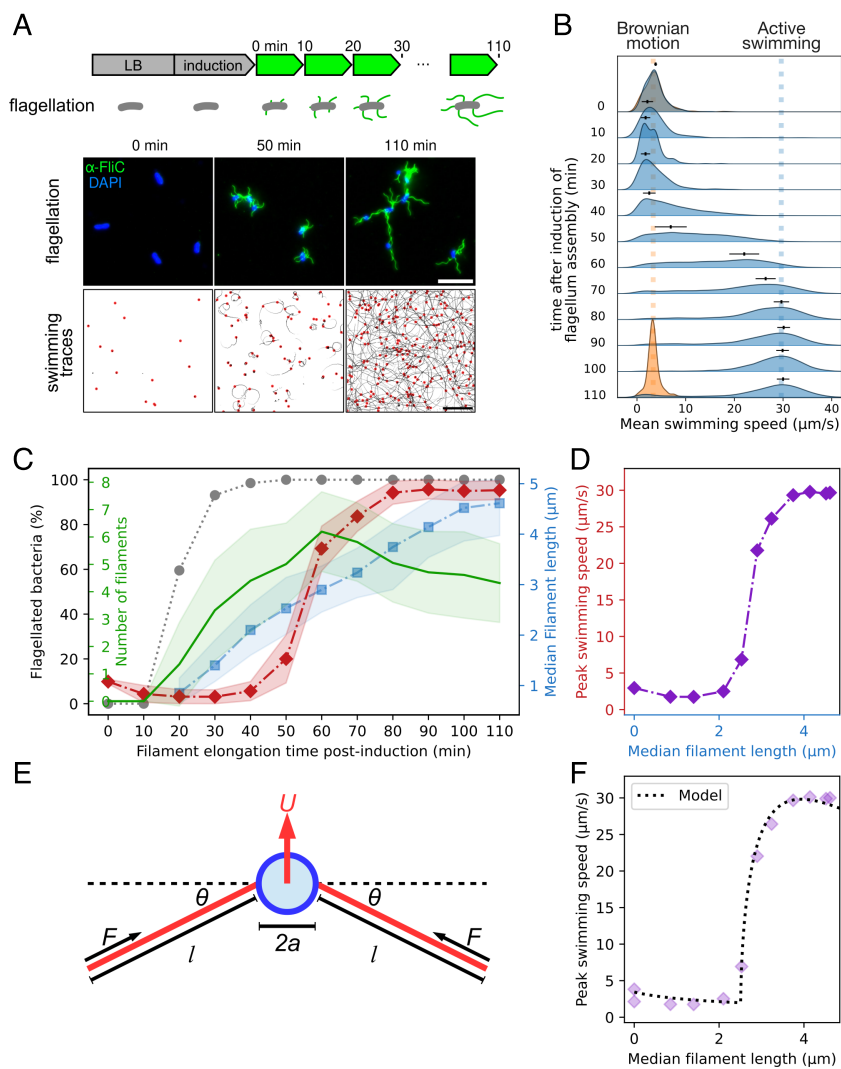 A
0 min 10 20 30 ... 110
LB induction
flagellation
0 min 50 min 110 min
α-FliC
DAPI
flagellation
swimming
traces
B
Brownian
motion
Active
swimming
time after induction of
flagellum assembly (min)
0
10
20
30
40
50
60
70
80
90
100
110
0 10 20 30 40
Mean swimming speed (μm/s)
C
Flagellated bacteria (%)
100
80
60
40
20
0
Number of filaments
8
7
6
5
4
3
2
1
0
Median Filament length (μm)
5
4
3
2
1
0 10 20 30 40 50 60 70 80 90 100 110
Filament elongation time post-induction (min)
D
Peak swimming speed (μm/s)
30
25
20
15
10
5
0
0 2 4
Median filament length (μm)
E
U
θ θ
F F
l 2a l
F
Model
Peak swimming speed (μm/s)
30
25
20
15
10
5
0
0 2 4
Median filament length (μm)